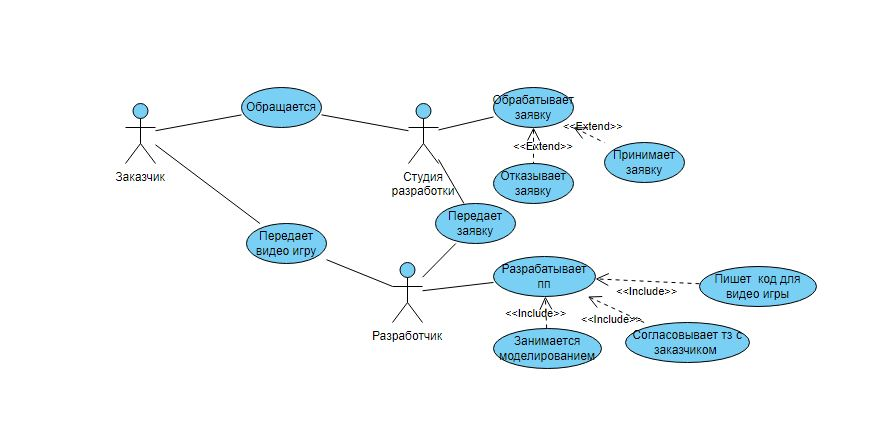 Обращается
Обрабатывает
заявку
<<Extend>>
<<Extend>>
Принимает
заявку
Заказчик
Студия
разработки
Отказывает
заявку
Передает
видео игру
Передает
заявку
Разрабатывает
пп
Пишет код для
видео игры
<<Include>>
<<Include>>
<<Include>>
Разработчик
Занимается
моделированием
Согласовывает тз с
заказчиком